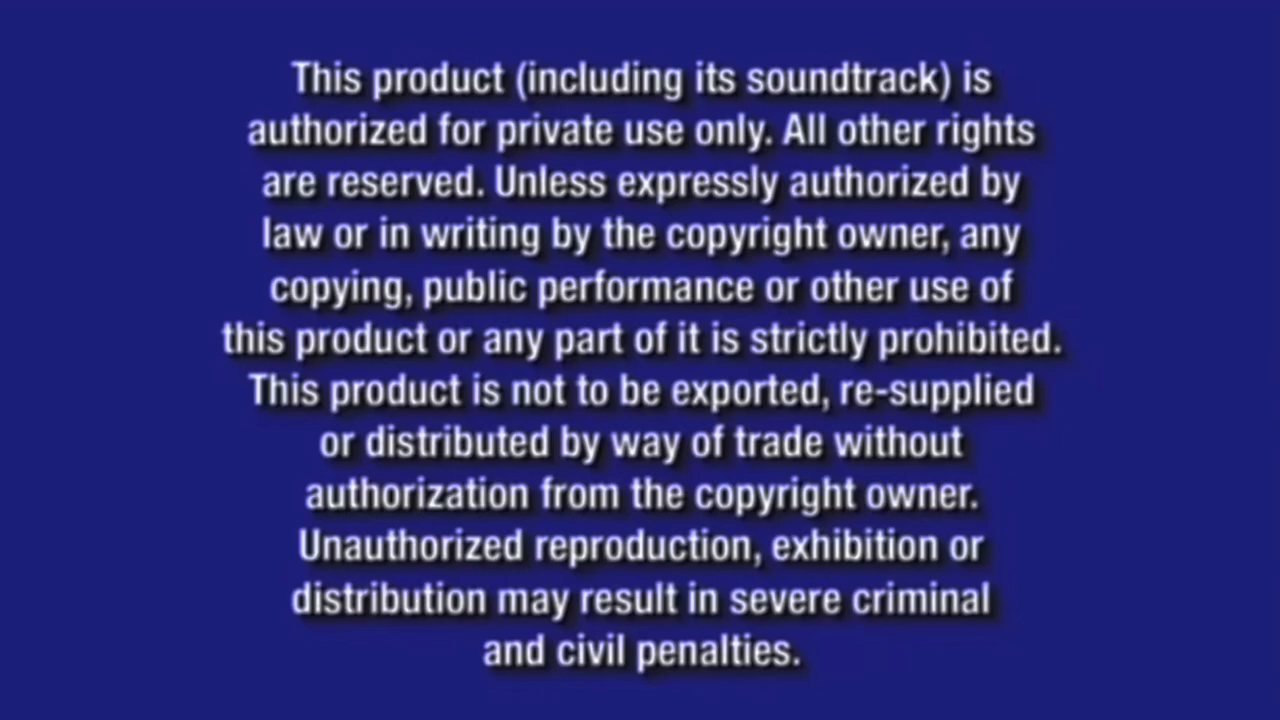 This product (including its soundtrack) is
authorized for private use only. All other rights
are reserved. Unless expressly authorized by
law or in writing by the copyright owner, any
copying, public performance or other use of
this product or any part of it is strictly prohibited.
This product is not to be exported, re-supplied
or distributed by way of trade without
authorization from the copyright owner.
Unauthorized reproduction, exhibition or
distribution may result in severe criminal
and civil penalties.